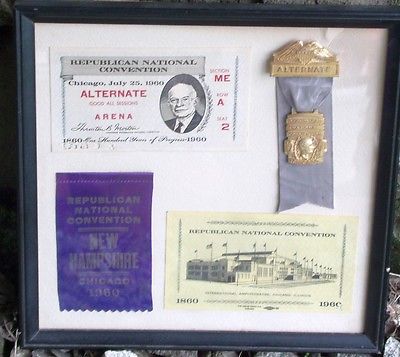 REPUBLICAN NATIONAL
CONVENTION
Chicago, July 25, 1960
ALTERNATE
GOOD ALL SESSIONS
ARENA
Thruston B. Morton
1860-One Hundred Years of Progress-1960
SECTION
ME
ROW
A
SEAT
2
ALTERNATE
REPUBLICAN
NATIONAL
CONVENTION
NEW
HAMPSHIRE
CHICAGO
1960
REPUBLICAN NATIONAL CONVENTION
INTERNATIONAL AMPHITHEATRE, CHICAGO, ILLINOIS
1860
1960